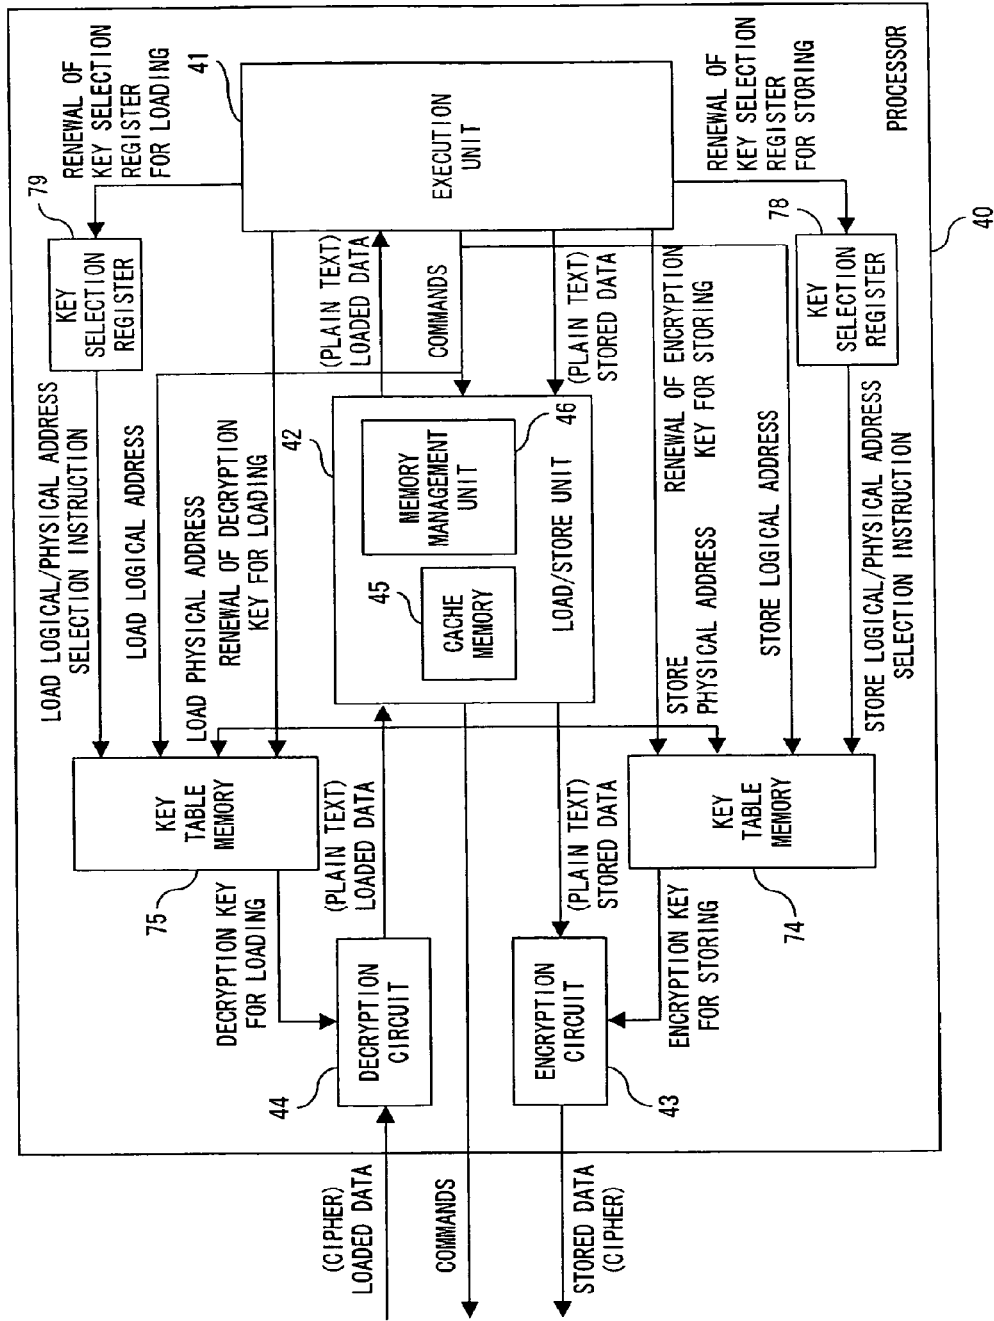 PROCESSOR
40
EXECUTION
UNIT
41
RENEWAL OF
KEY SELECTION
REGISTER
FOR LOADING
79
KEY
SELECTION
REGISTER
RENEWAL OF
KEY SELECTION
REGISTER
FOR STORING
78
KEY
SELECTION
REGISTER
(PLAIN TEXT)
LOADED DATA
COMMANDS
(PLAIN TEXT)
STORED DATA
RENEWAL OF ENCRYPTION
KEY FOR STORING
LOAD LOGICAL/PHYSICAL ADDRESS
SELECTION INSTRUCTION
LOAD LOGICAL ADDRESS
LOAD PHYSICAL ADDRESS
RENEWAL OF DECRYPTION
KEY FOR LOADING
42
MEMORY
MANAGEMENT
UNIT
46
45
CACHE
MEMORY
LOAD/STORE UNIT
STORE
PHYSICAL ADDRESS
STORE LOGICAL ADDRESS
STORE LOGICAL/PHYSICAL ADDRESS
SELECTION INSTRUCTION
KEY
TABLE
MEMORY
75
KEY
TABLE
MEMORY
74
DECRYPTION KEY
FOR LOADING
(PLAIN TEXT)
LOADED DATA
(PLAIN TEXT)
STORED DATA
ENCRYPTION KEY
FOR STORING
44
DECRYPTION
CIRCUIT
ENCRYPTION
CIRCUIT
43
(CIPHER)
LOADED DATA
COMMANDS
STORED DATA
(CIPHER)